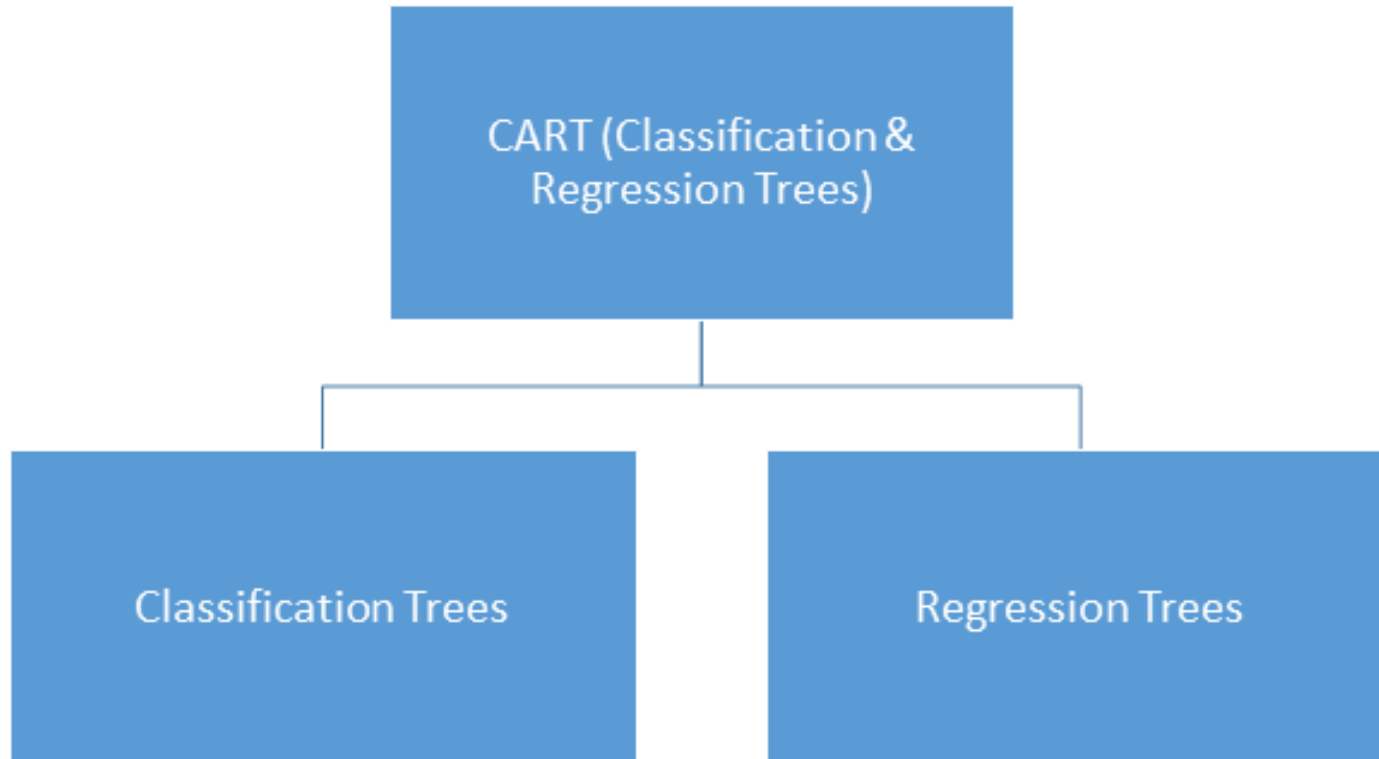 CART (Classification &
Regression Trees)
Classification Trees
Regression Trees